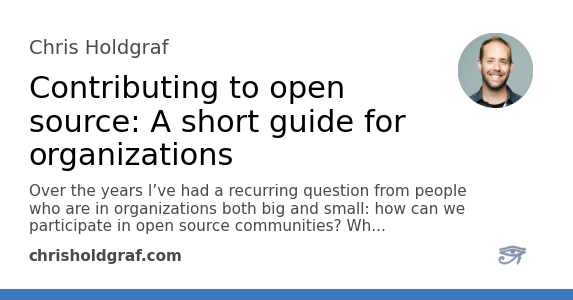 Chris Holdgraf
Contributing to open
source: A short guide for
organizations
Over the years I’ve had a recurring question from people
who are in organizations both big and small: how can we
participate in open source communities? Wh...
chrisholdgraf.com